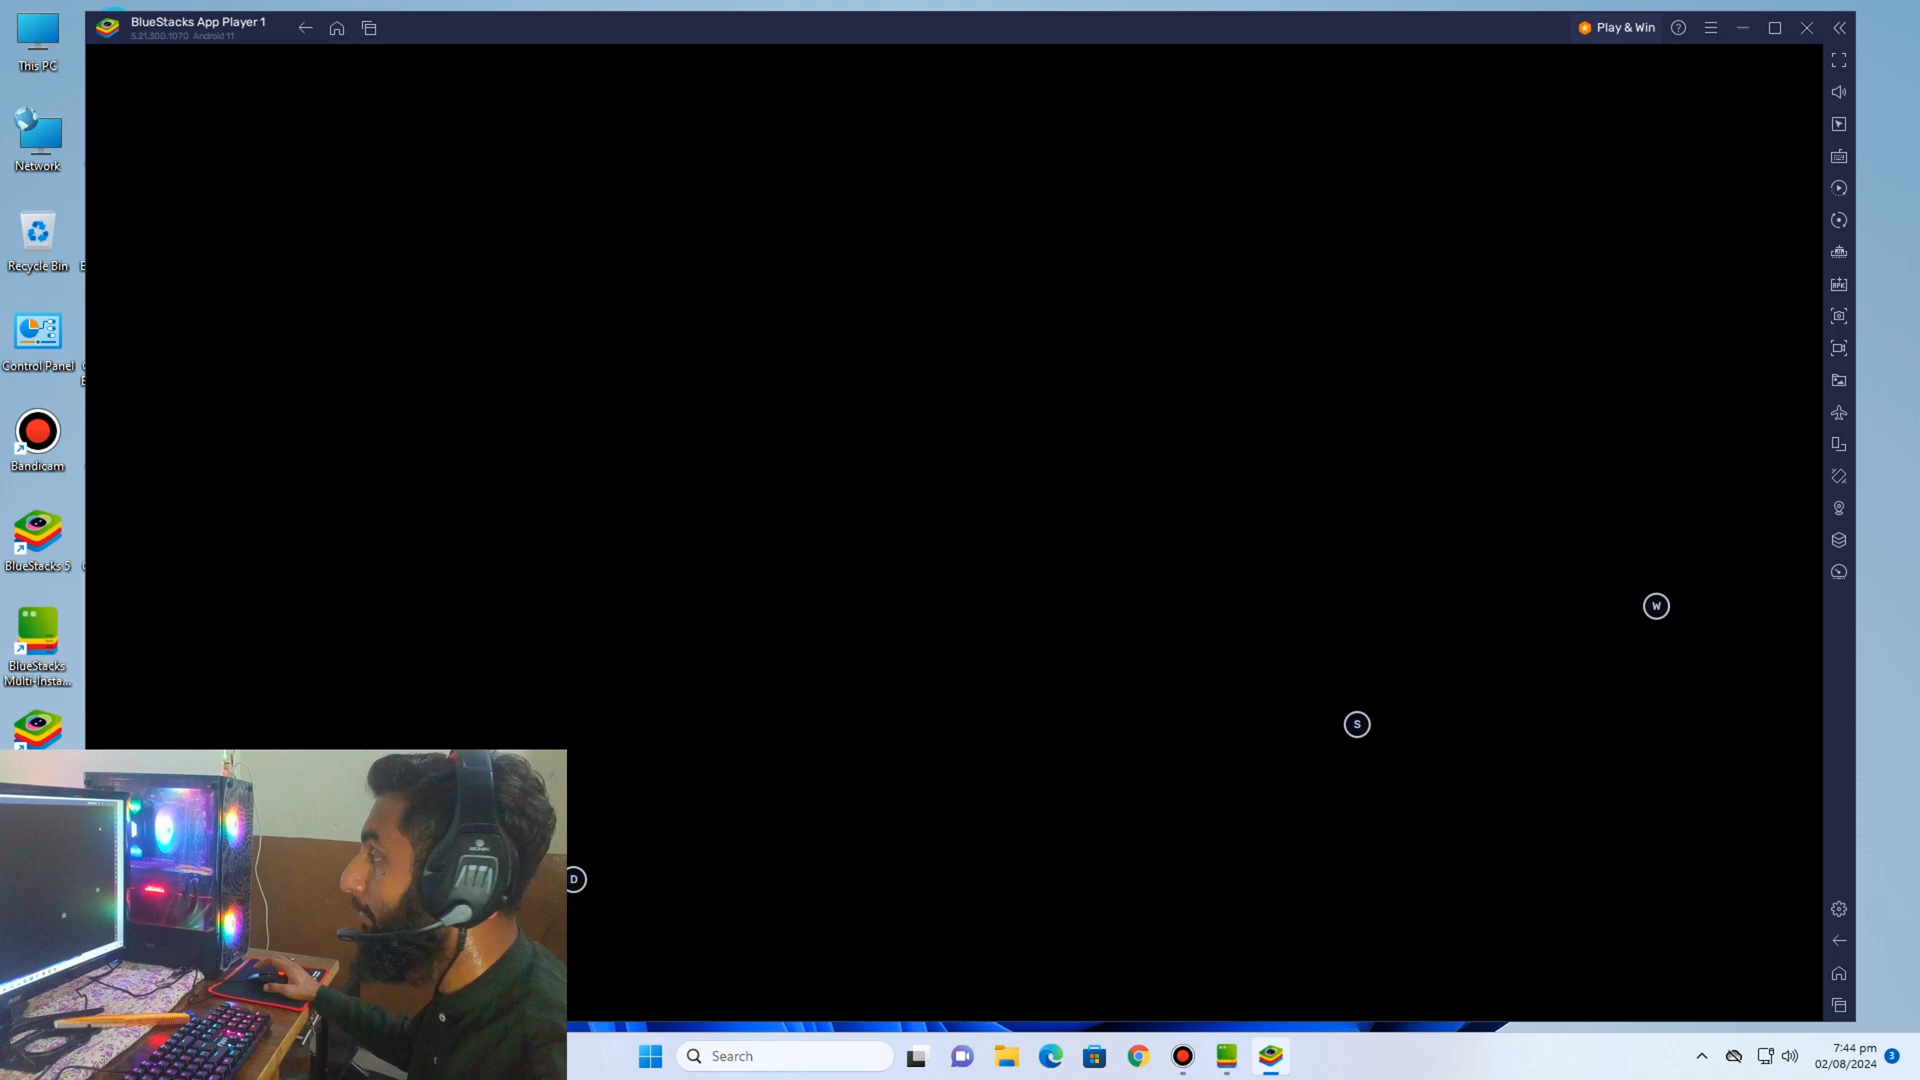 BlueStacks App Player 1
5.21.300.1070 Android 11
Play & Win
This PC
Network
Recycle Bin
Control Panel
Bandicam
BlueStacks 5
BlueStacks
Multi-Insta...
W
S
D
Search
7:44 pm
02/08/2024
3